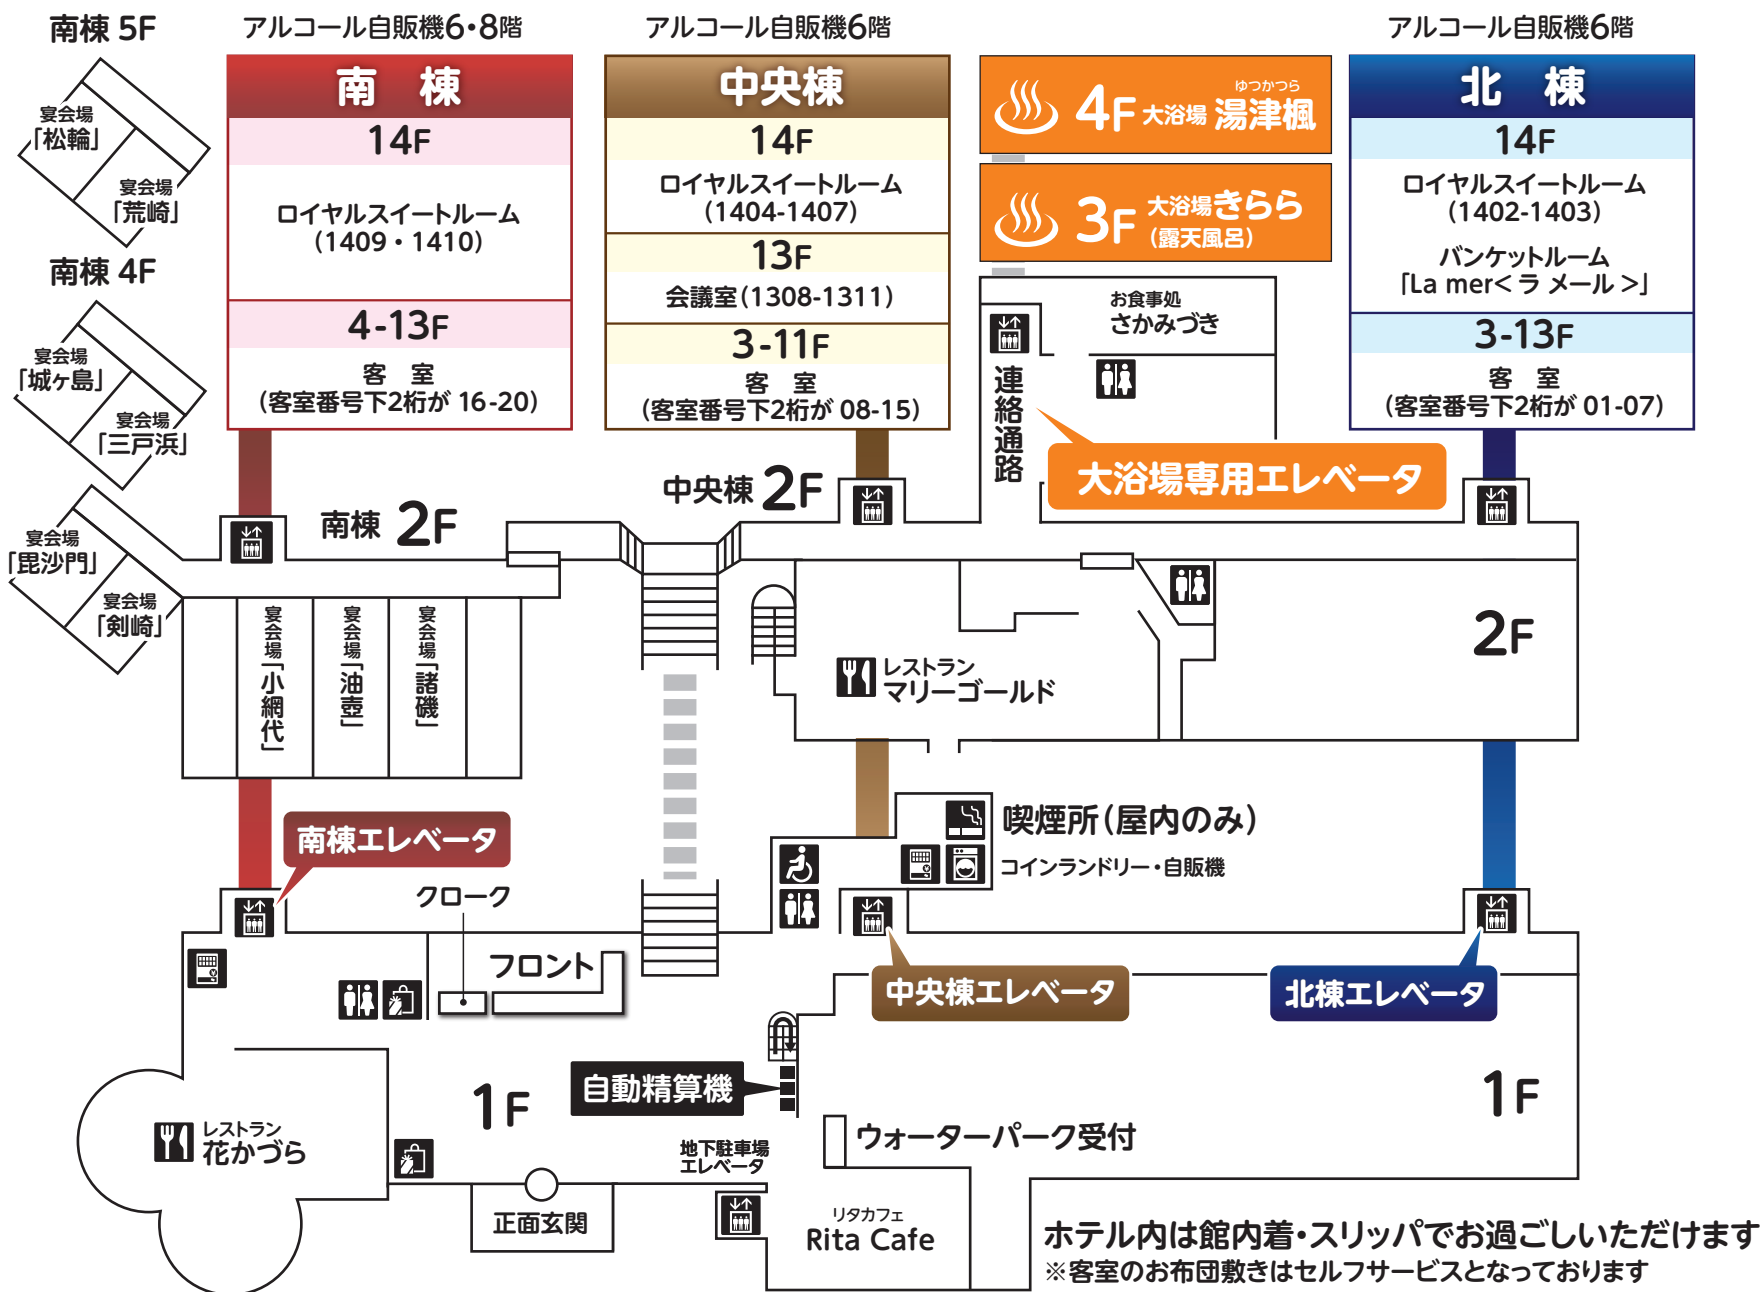 南棟 5F
宴会場
「松輪」
宴会場
「荒崎」
南棟 4F
宴会場
「城ヶ島」
宴会場
「三戸浜」
宴会場
「毘沙門」
宴会場
「剣崎」
アルコール自販機6・8階
南 棟
14F
ロイヤルスイートルーム
(1409・1410)
4-13F
客 室
(客室番号下2桁が 16-20)
アルコール自販機6階
中央棟
14F
ロイヤルスイートルーム
(1404-1407)
13F
会議室(1308-1311)
3-11F
客 室
(客室番号下2桁が 08-15)
ゆつかつら
4F 大浴場 湯津楓
3F 大浴場 きらら
(露天風呂)
お食事処
さかみづき
連絡通路
大浴場専用エレベータ
アルコール自販機6階
北 棟
14F
ロイヤルスイートルーム
(1402-1403)
バンケットルーム
「La mer<ラ メール>」
3-13F
客 室
(客室番号下2桁が 01-07)
南棟 2F
中央棟 2F
宴会場「小網代」
宴会場「油壺」
宴会場「諸磯」
レストラン
マリーゴールド
2F
南棟エレベータ
喫煙所(屋内のみ)
コインランドリー・自販機
クローク
フロント
中央棟エレベータ
北棟エレベータ
1F
自動精算機
1F
レストラン
花かづら
地下駐車場
エレベータ
ウォーターパーク受付
正面玄関
リタカフェ
Rita Cafe
ホテル内は館内着・スリッパでお過ごしいただけます
※客室のお布団敷きはセルフサービスとなっております